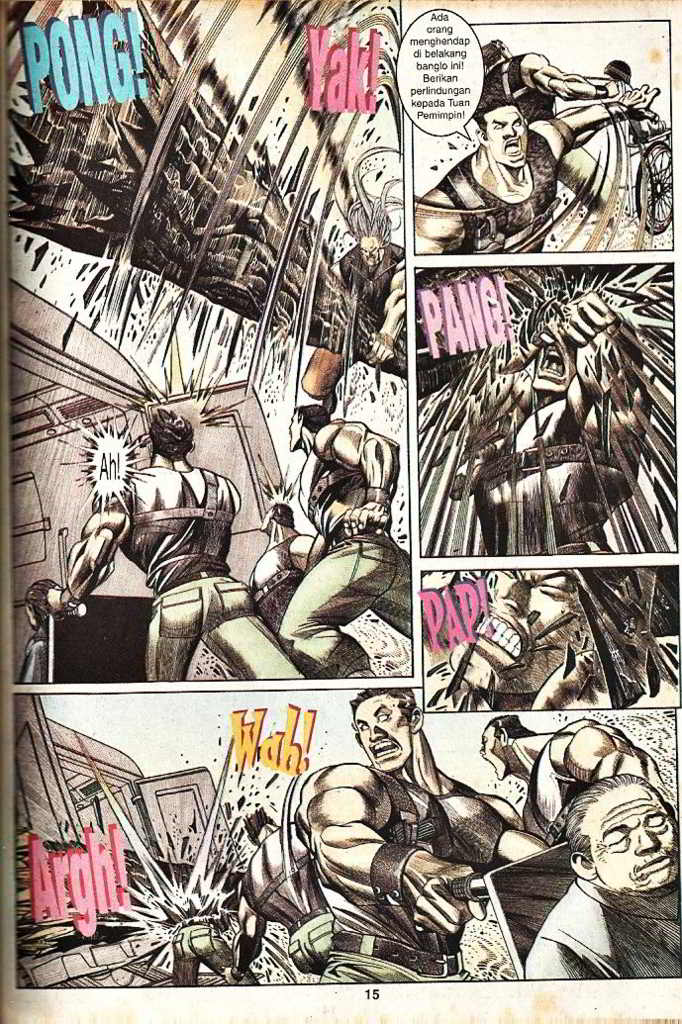 PONG!
Yak!
Ada
orang
menghendap
di belakang
banglo ini!
Berikan
perlindungan
kepada Tuan
Pemimpin!
Ah!
PANG!
PAP!
Wah!
Argh!
15